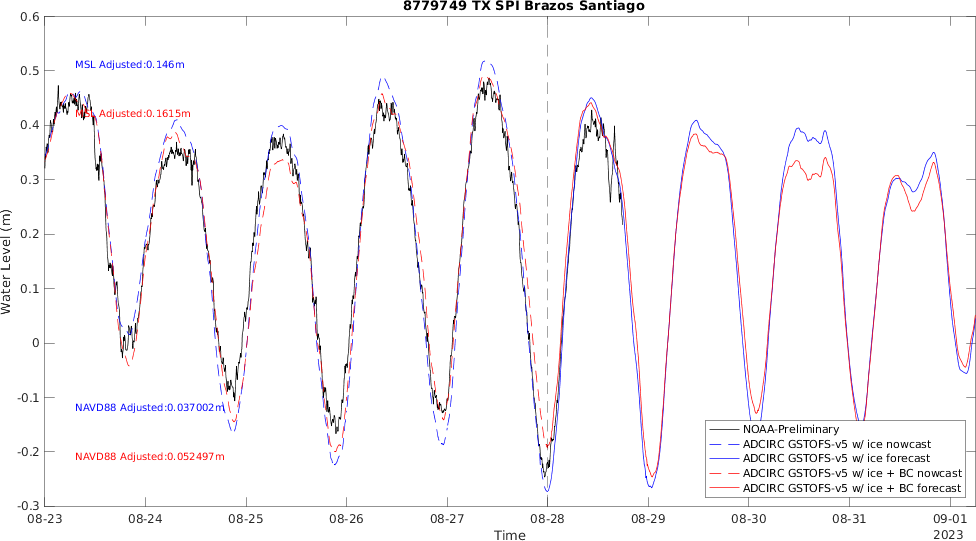 8779749 TX SPI Brazos Santiago
0.6
0.5
0.4
0.3
0.2
0.1
0
-0.1
-0.2
-0.3
Water Level (m)
MSL Adjusted:0.146m
MSL Adjusted:0.1615m
NAVD88 Adjusted:0.037002m
NAVD88 Adjusted:0.052497m
NOAA-Preliminary
ADCIRC GSTOFS-v5 w/ ice nowcast
ADCIRC GSTOFS-v5 w/ ice forecast
ADCIRC GSTOFS-v5 w/ice + BC nowcast
ADCIRC GSTOFS-v5 w/ice + BC forecast
08-23 08-24 08-25 08-26 08-27 08-28 08-29 08-30 08-31 09-01
Time
2023